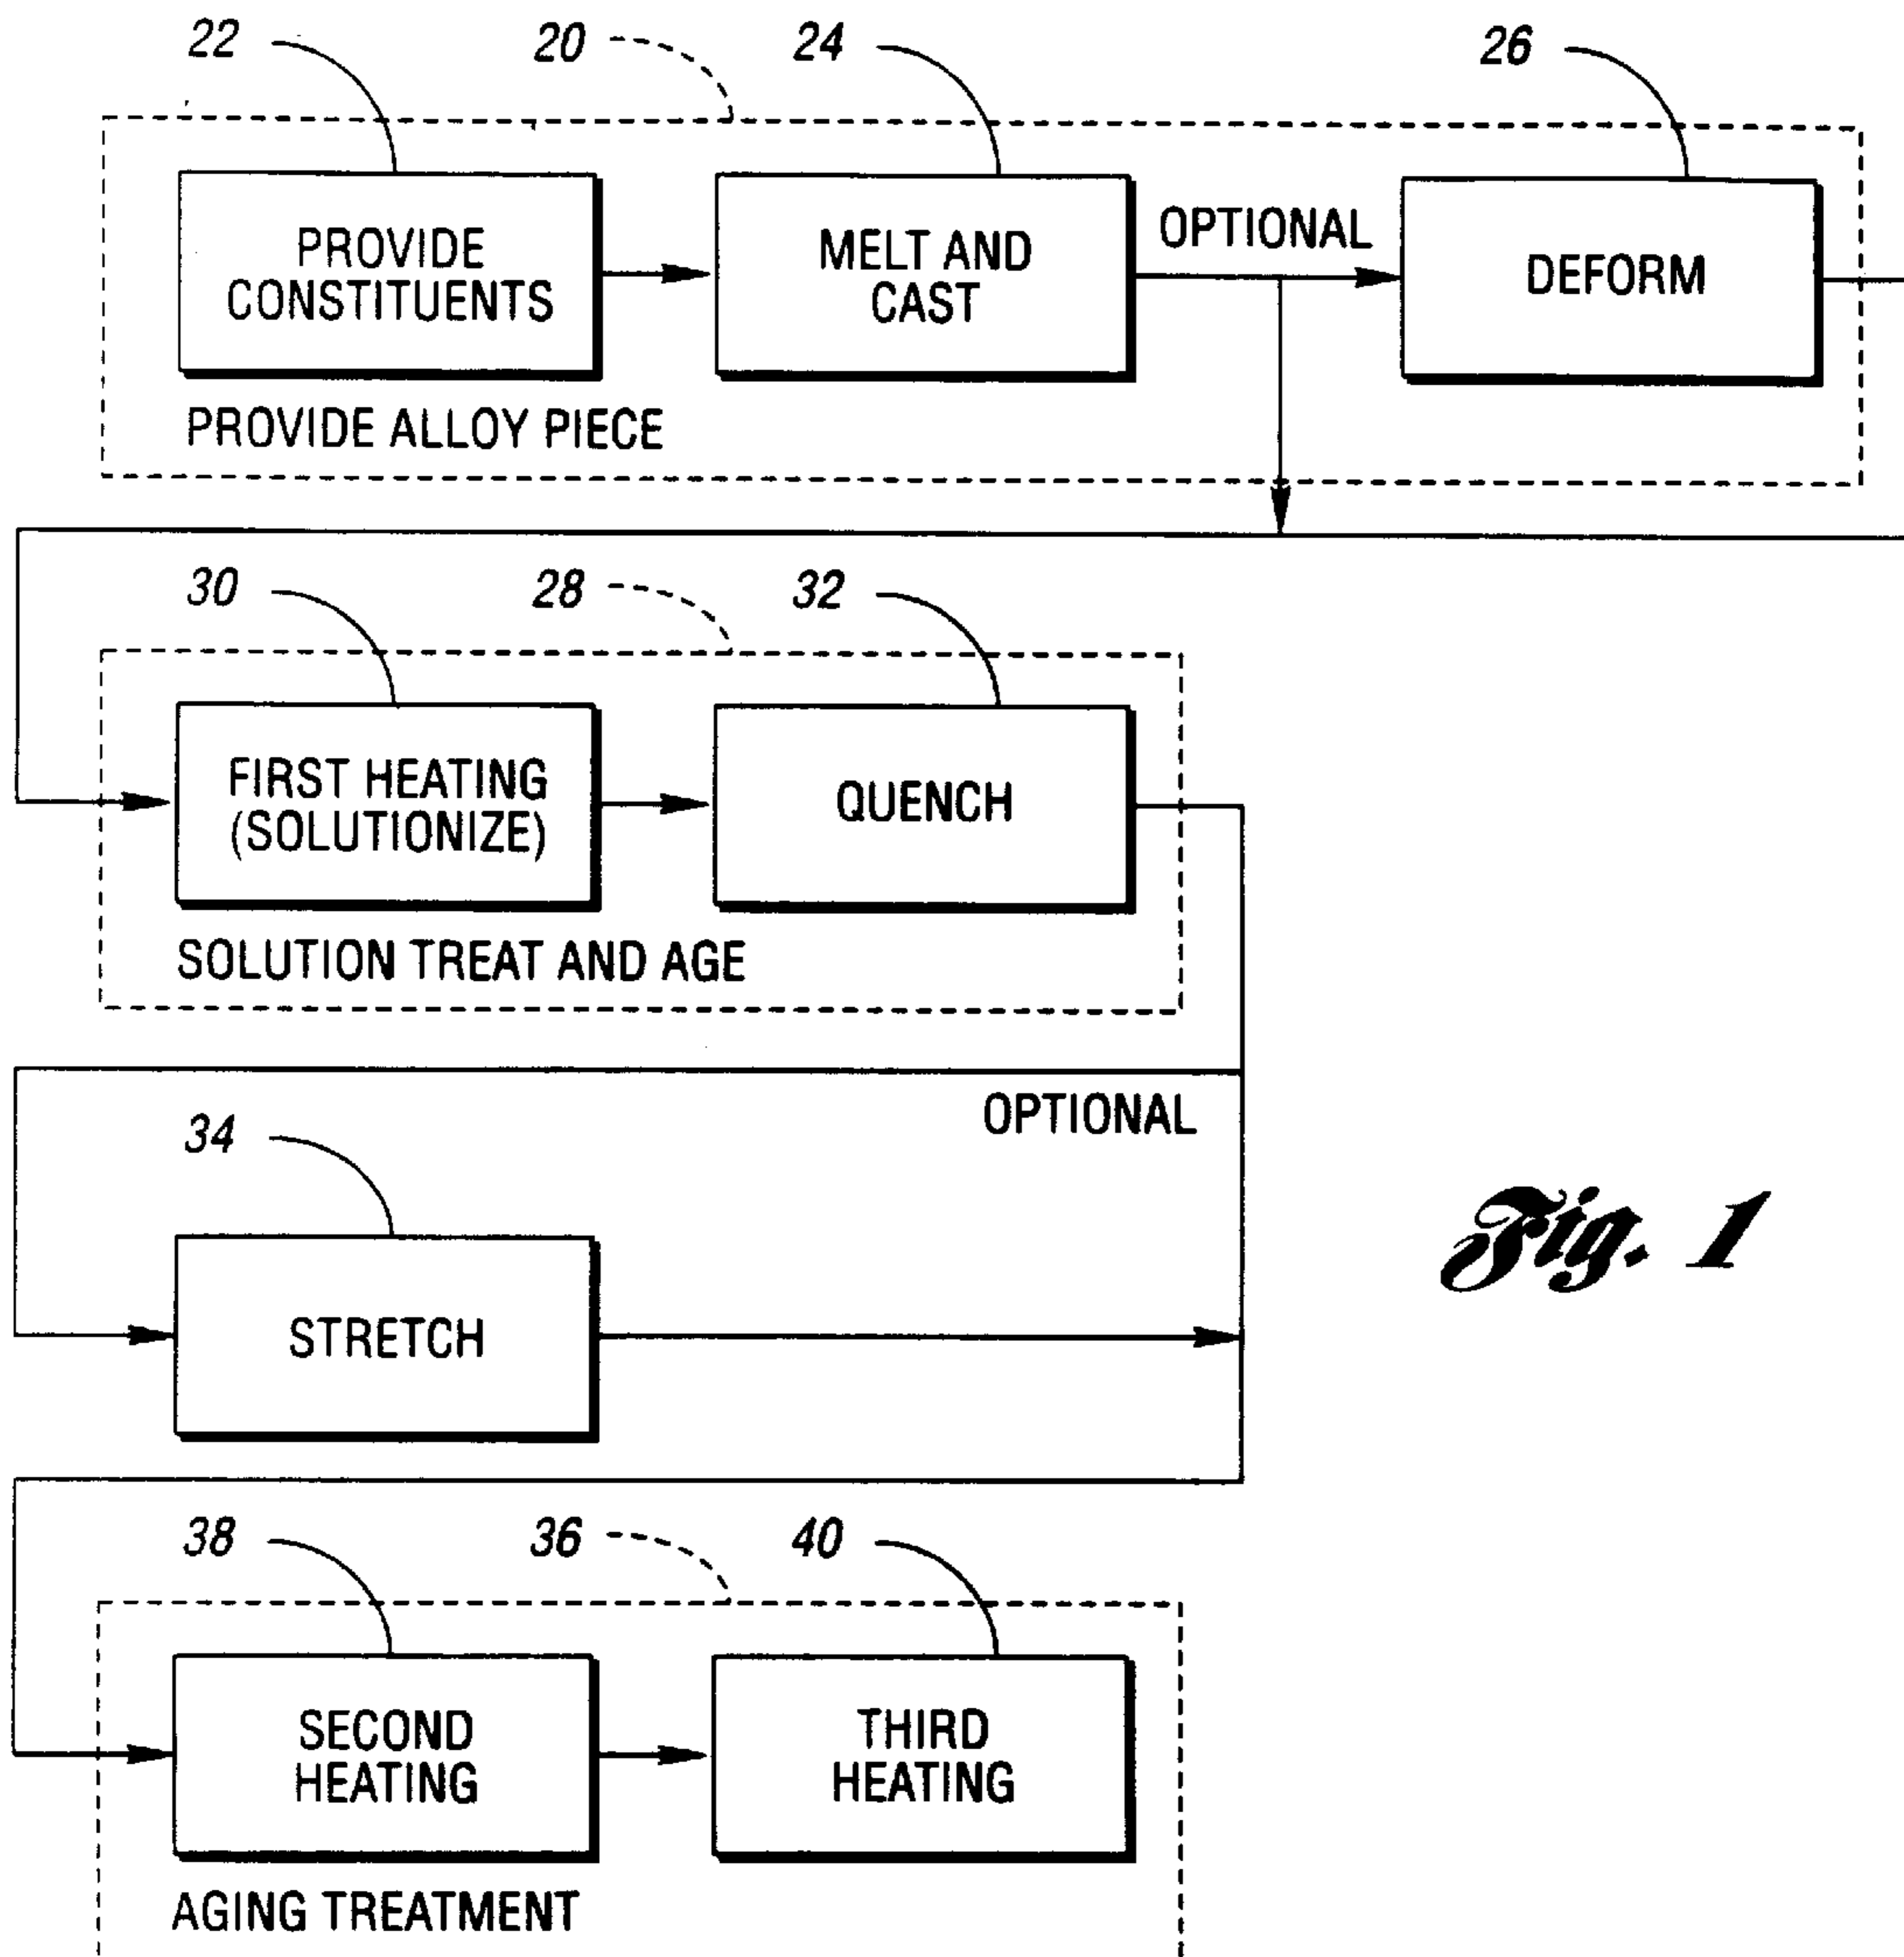 22
20
24
26
PROVIDE
CONSTITUENTS
MELT AND
CAST
OPTIONAL
DEFORM
PROVIDE ALLOY PIECE
30
28
32
FIRST HEATING
(SOLUTIONIZE)
QUENCH
SOLUTION TREAT AND AGE
OPTIONAL
34
STRETCH
Fig. 1
38
36
40
SECOND
HEATING
THIRD
HEATING
AGING TREATMENT